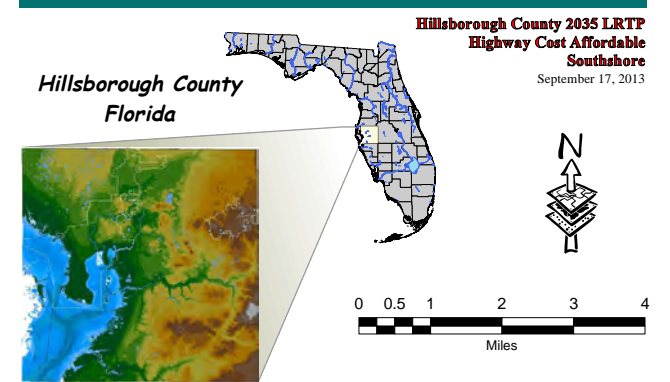 Hillsborough County 2035 LRTP
Highway Cost Affordable
Southshore
September 17, 2013
Hillsborough County
Florida
N
0 0.5 1 2 3 4
Miles